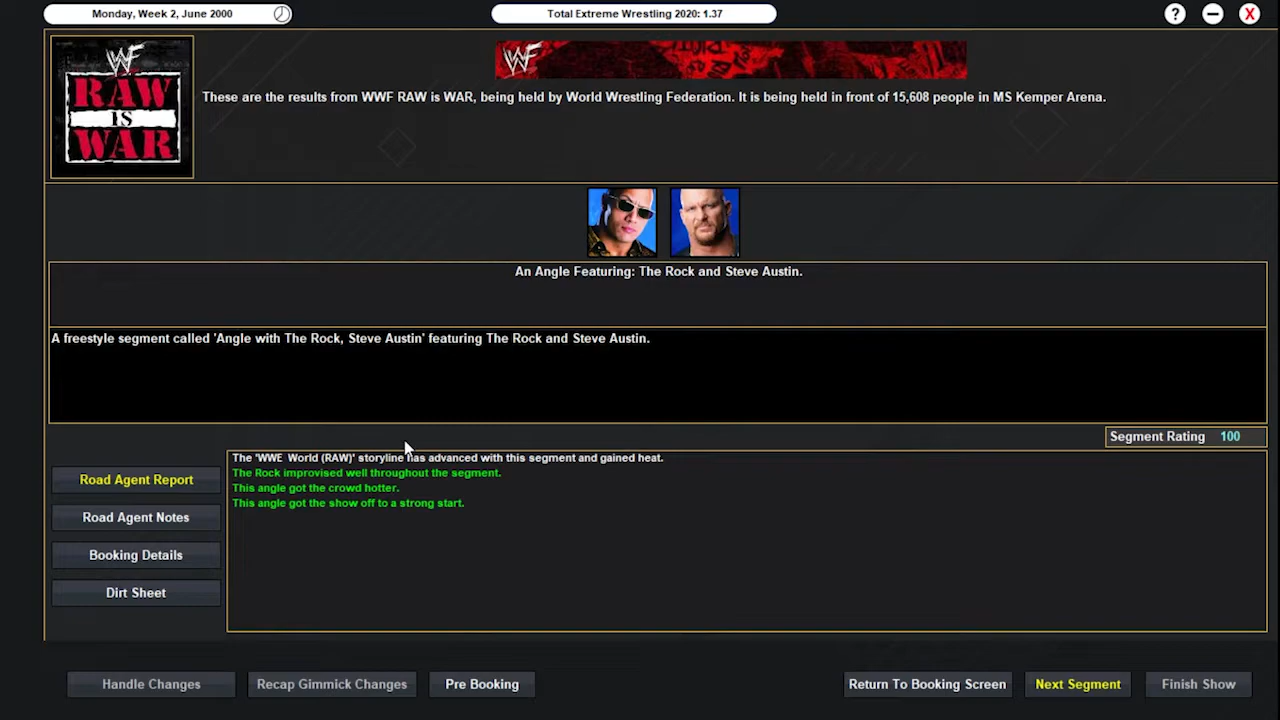 Monday, Week 2, June 2000
Total Extreme Wrestling 2020: 1.37
?
X
WF
RAW
IS
WAR
WF
These are the results from WWF RAW is WAR, being held by World Wrestling Federation. It is being held in front of 15,608 people in MS Kemper Arena.
An Angle Featuring: The Rock and Steve Austin.
A freestyle segment called 'Angle with The Rock, Steve Austin' featuring The Rock and Steve Austin.
Segment Rating 100
The 'WWE World (RAW)' storyline has advanced with this segment and gained heat.
The Rock improvised well throughout the segment.
This angle got the crowd hotter.
This angle got the show off to a strong start.
Road Agent Report
Road Agent Notes
Booking Details
Dirt Sheet
Handle Changes
Recap Gimmick Changes
Pre Booking
Return To Booking Screen
Next Segment
Finish Show